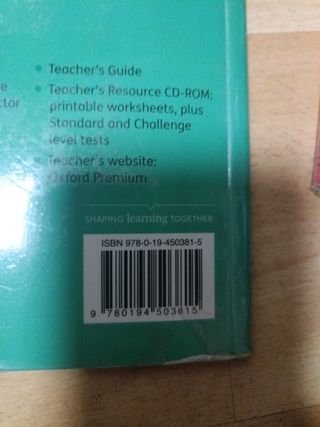 • Teacher's Guide
• Teacher's Resource CD-ROM:
printable worksheets, plus
Standard and Challenge
level tests
• Teacher's website:
Oxford Premium
SHAPING learning TOGETHER
ISBN 978-0-19-450381-5
9 780194 503815